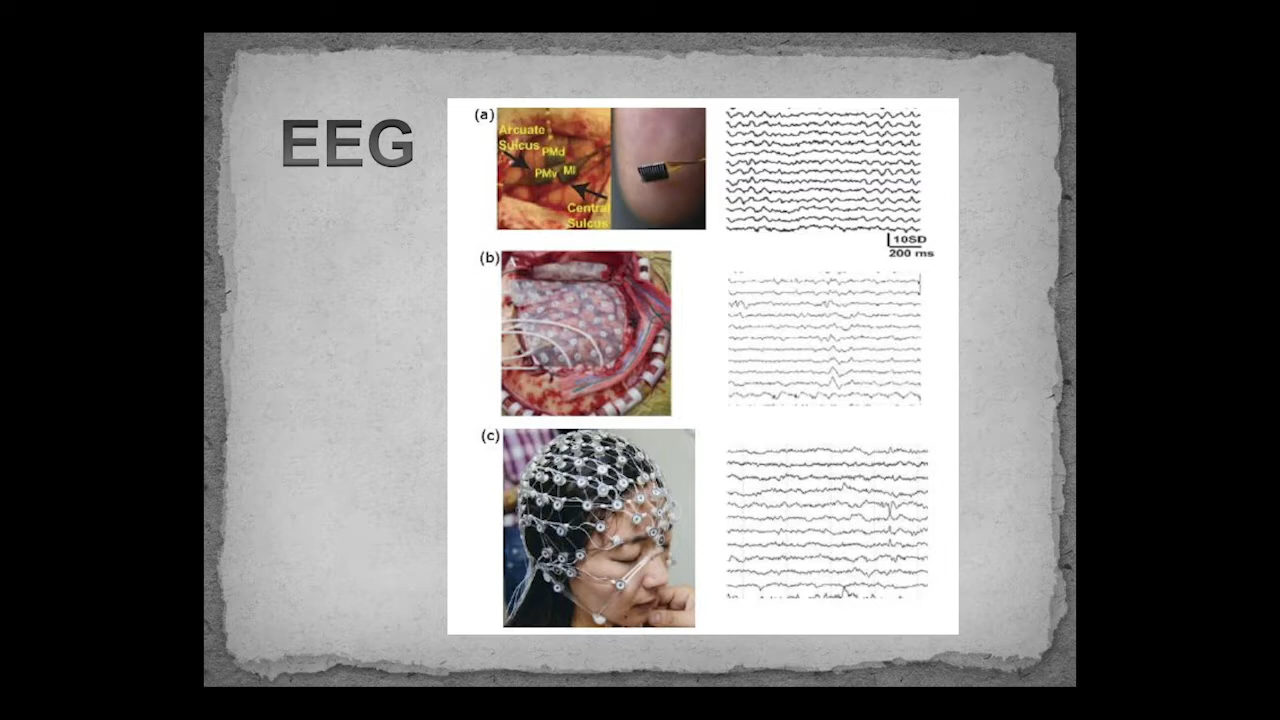 EEG
(a)
Arcuate
Sulcus
PMd
PMv MI
Central
Sulcus
10SD
200 ms
(b)
A
(c)